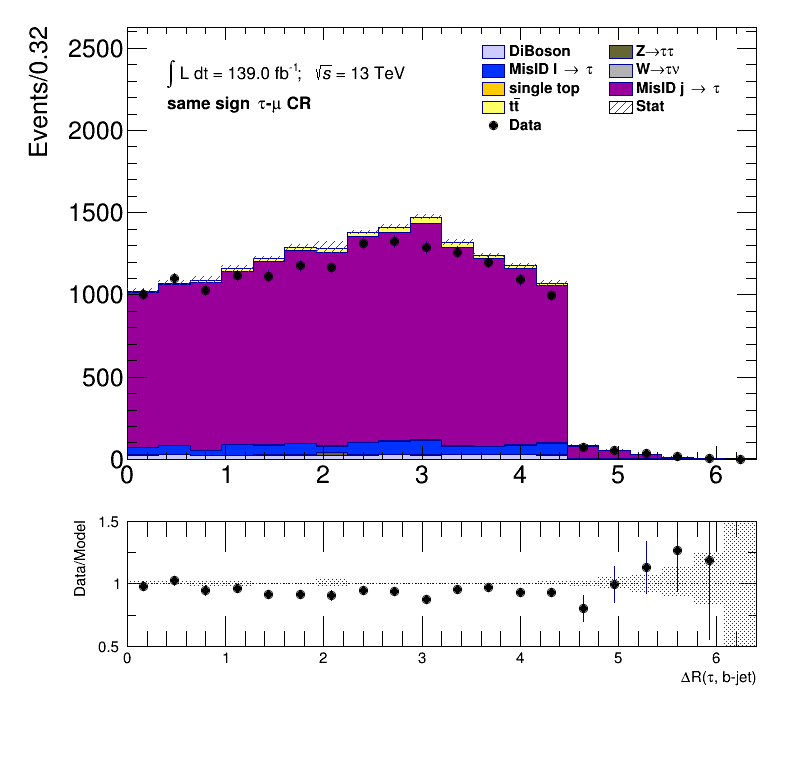 Events/0.32
2500
2000
1500
1000
500
0
∫ L dt = 139.0 fb⁻¹; √s = 13 TeV
same sign τ-μ CR
DiBoson
MisID l → τ
single top
tt̄
Data
Z→ττ
W→τν
MisID j → τ
Stat
0 1 2 3 4 5 6
Data/Model
1.5
1
0.5
0 1 2 3 4 5 6
ΔR(τ, b-jet)